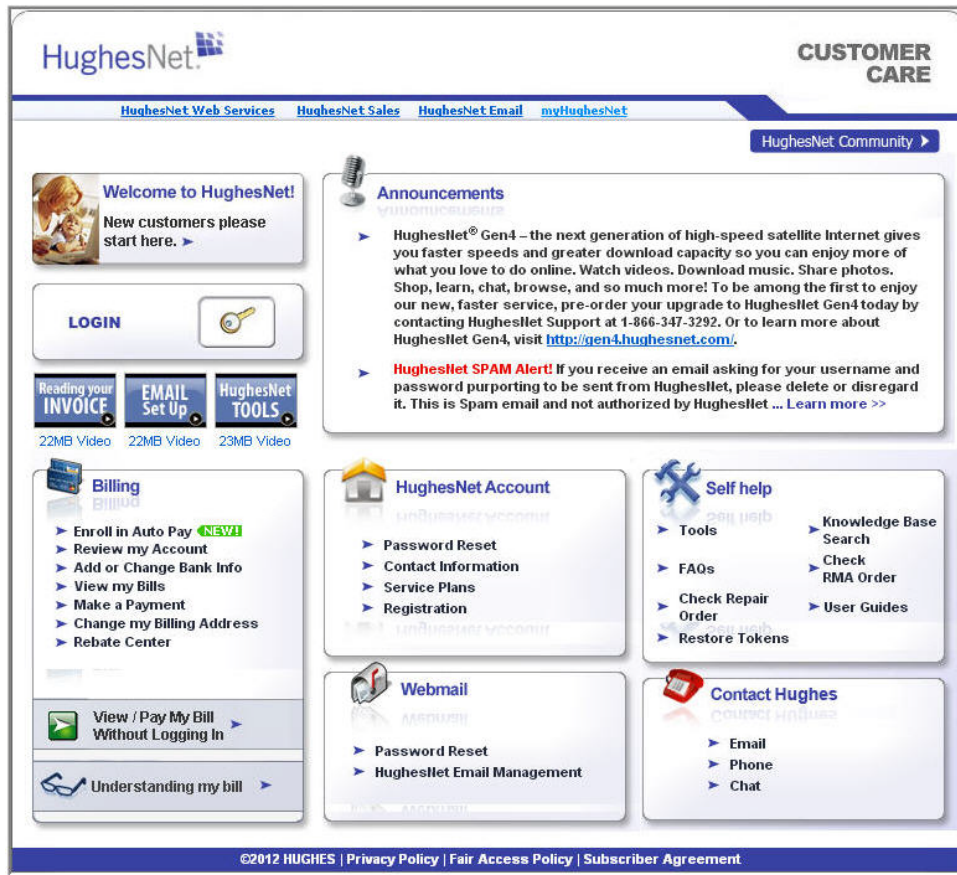 HughesNet.®
CUSTOMER
CARE
HughesNet Web Services HughesNet Sales HughesNet Email myHughesNet
HughesNet Community
Welcome to HughesNet!
New customers please
start here.
LOGIN
Reading your
INVOICE
22MB Video
EMAIL
Set Up
22MB Video
HughesNet
TOOLS
23MB Video
Announcements
HughesNet® Gen4 – the next generation of high-speed satellite Internet gives
you faster speeds and greater download capacity so you can enjoy more of
what you love to do online. Watch videos. Download music. Share photos.
Shop, learn, chat, browse, and so much more! To be among the first to enjoy
our new, faster service, pre-order your upgrade to HughesNet Gen4 today by
contacting HughesNet Support at 1-866-347-3292. Or to learn more about
HughesNet Gen4, visit http://gen4.hughesnet.com/.
HughesNet SPAM Alert! If you receive an email asking for your username and
password purporting to be sent from HughesNet, please delete or disregard
it. This is Spam email and not authorized by HughesNet ... Learn more >>
Billing
Enroll in Auto Pay NEW!
Review my Account
Add or Change Bank Info
View my Bills
Make a Payment
Change my Billing Address
Rebate Center
View / Pay My Bill
Without Logging In
Understanding my bill
HughesNet Account
Password Reset
Contact Information
Service Plans
Registration
Webmail
Password Reset
HughesNet Email Management
Self help
Tools
FAQs
Check Repair
Order
Restore Tokens
Knowledge Base
Search
Check
RMA Order
User Guides
Contact Hughes
Email
Phone
Chat
©2012 HUGHES | Privacy Policy | Fair Access Policy | Subscriber Agreement